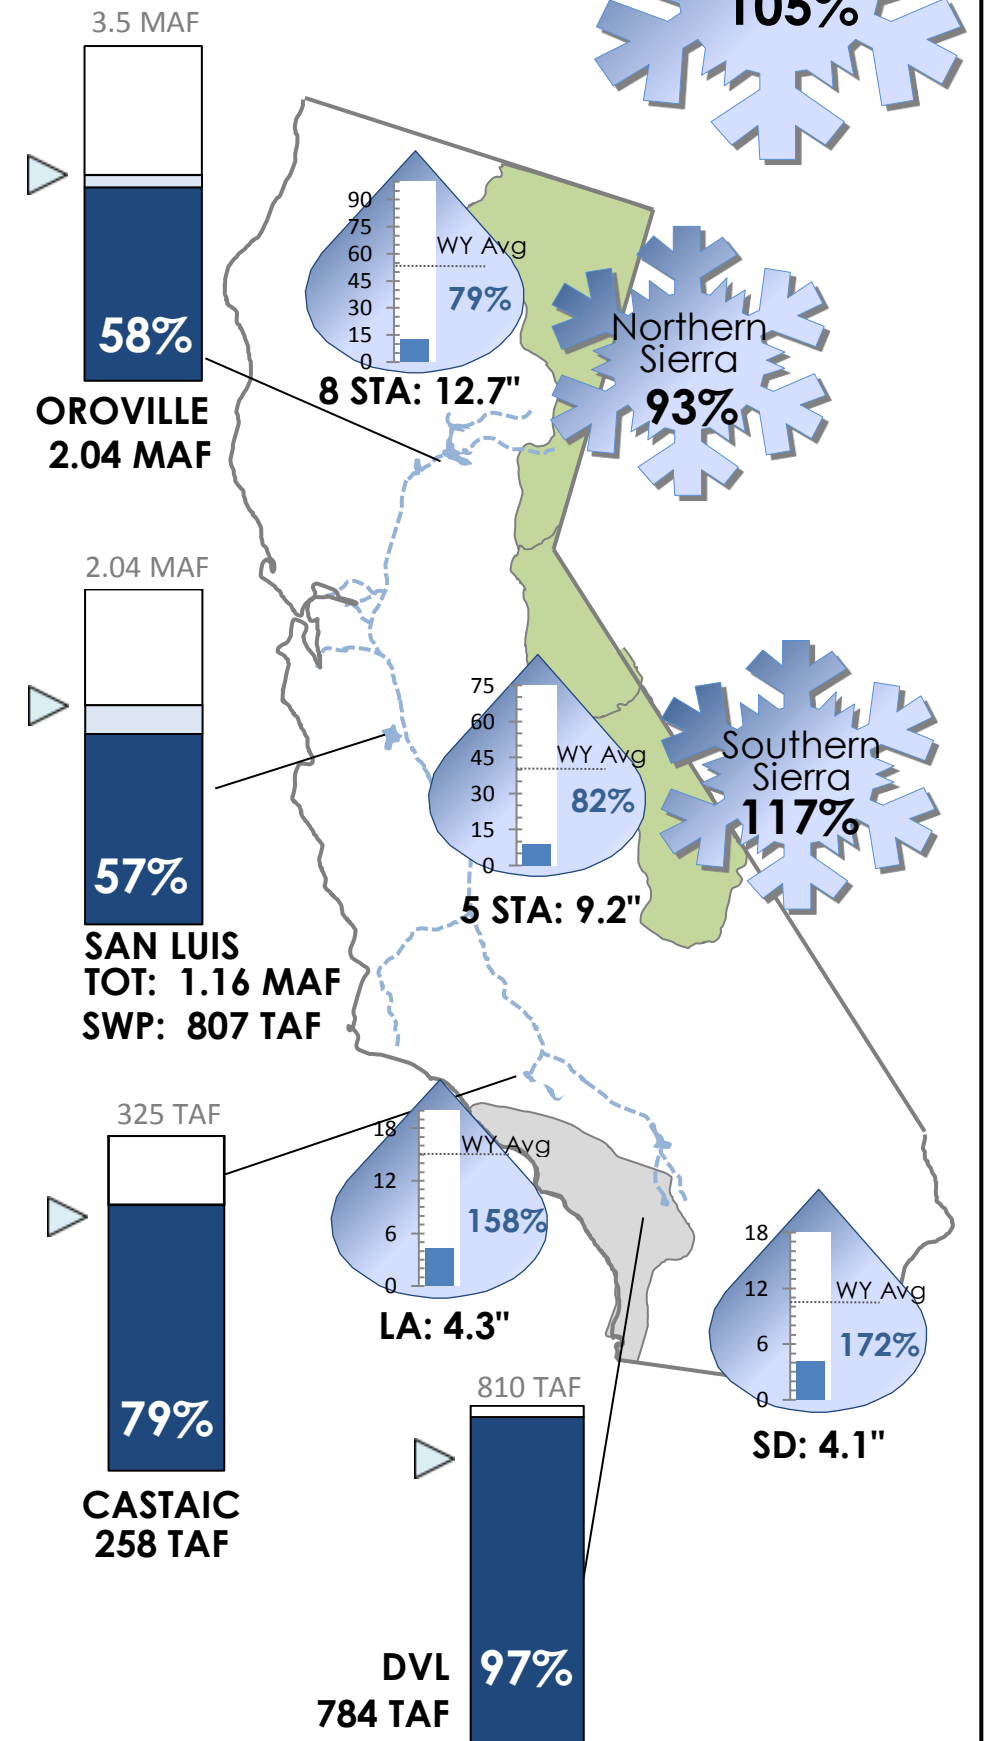 105%
3.5 MAF
58%
OROVILLE
2.04 MAF
90
75
60
45
30
15
0
WY Avg
79%
8 STA: 12.7"
Northern
Sierra
93%
2.04 MAF
57%
SAN LUIS
TOT: 1.16 MAF
SWP: 807 TAF
75
60
45
30
15
0
WY Avg
82%
5 STA: 9.2"
Southern
Sierra
117%
325 TAF
79%
CASTAIC
258 TAF
18
12
6
0
WY Avg
158%
LA: 4.3"
18
12
6
0
WY Avg
172%
SD: 4.1"
810 TAF
97%
DVL
784 TAF